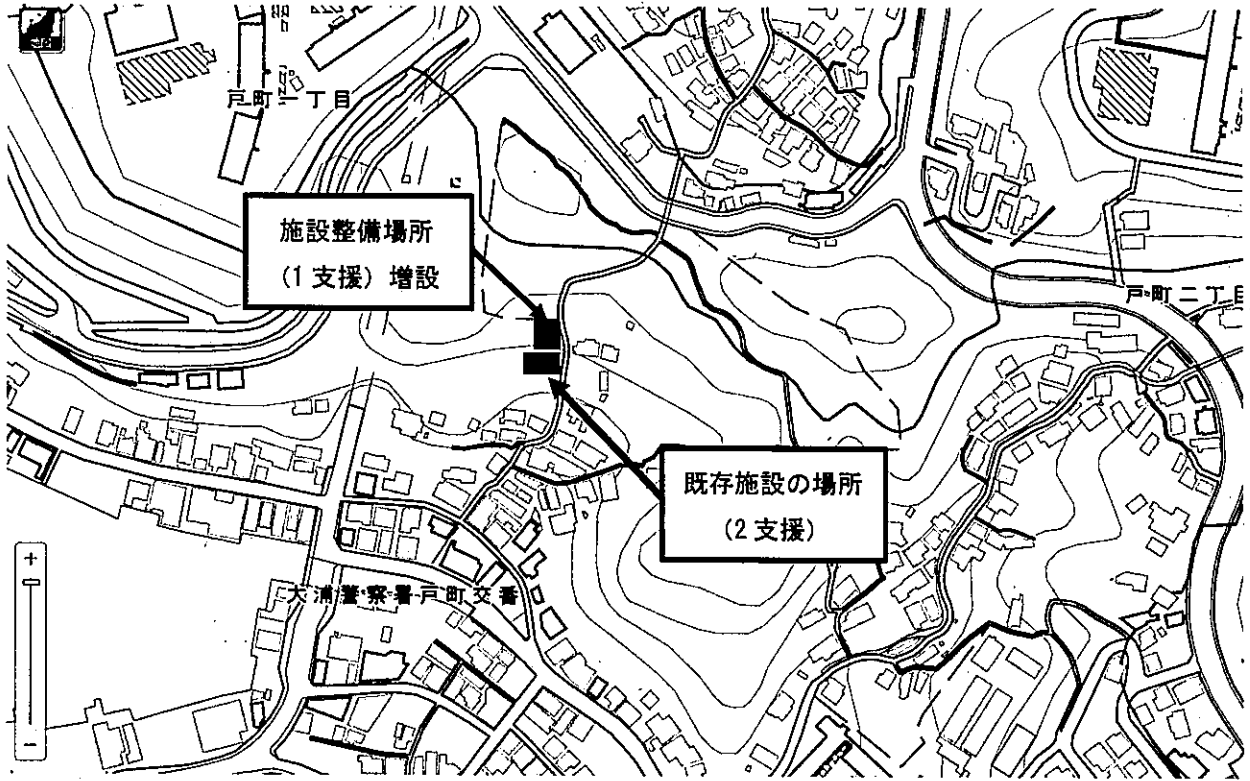 戸町一丁目
施設整備場所
(1支援) 増設
戸町二丁目
既存施設の場所
(2支援)
大浦警察署戸町交番
+
−